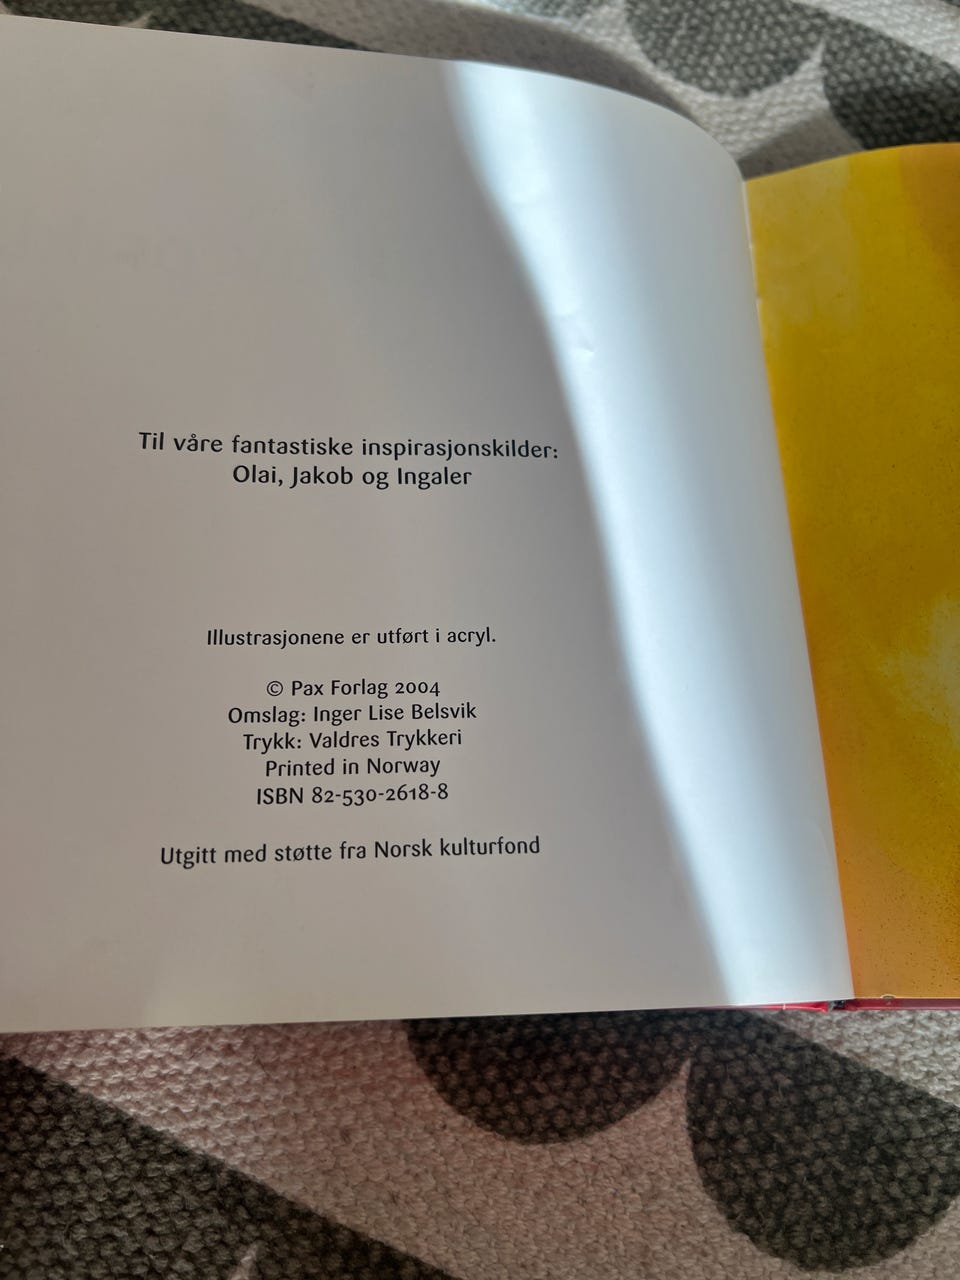 Til våre fantastiske inspirasjonskilder:
Olai, Jakob og Ingaler
Illustrasjonene er utført i acryl.
© Pax Forlag 2004
Omslag: Inger Lise Belsvik
Trykk: Valdres Trykkeri
Printed in Norway
ISBN 82-530-2618-8
Utgitt med støtte fra Norsk kulturfond